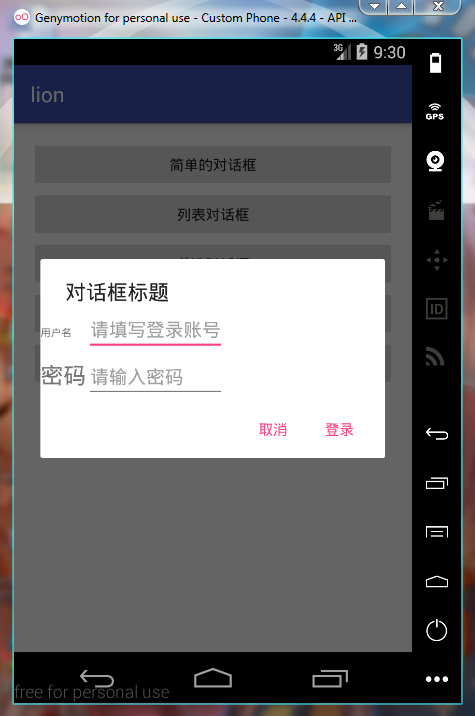 Genymotion for personal use - Custom Phone - 4.4.4 - API ...
3G 9:30
lion
GPS
简单的对话框
列表对话框
对话框标题
用户名 请填写登录账号
ID
密码 请输入密码
取消 登录
free for personal use